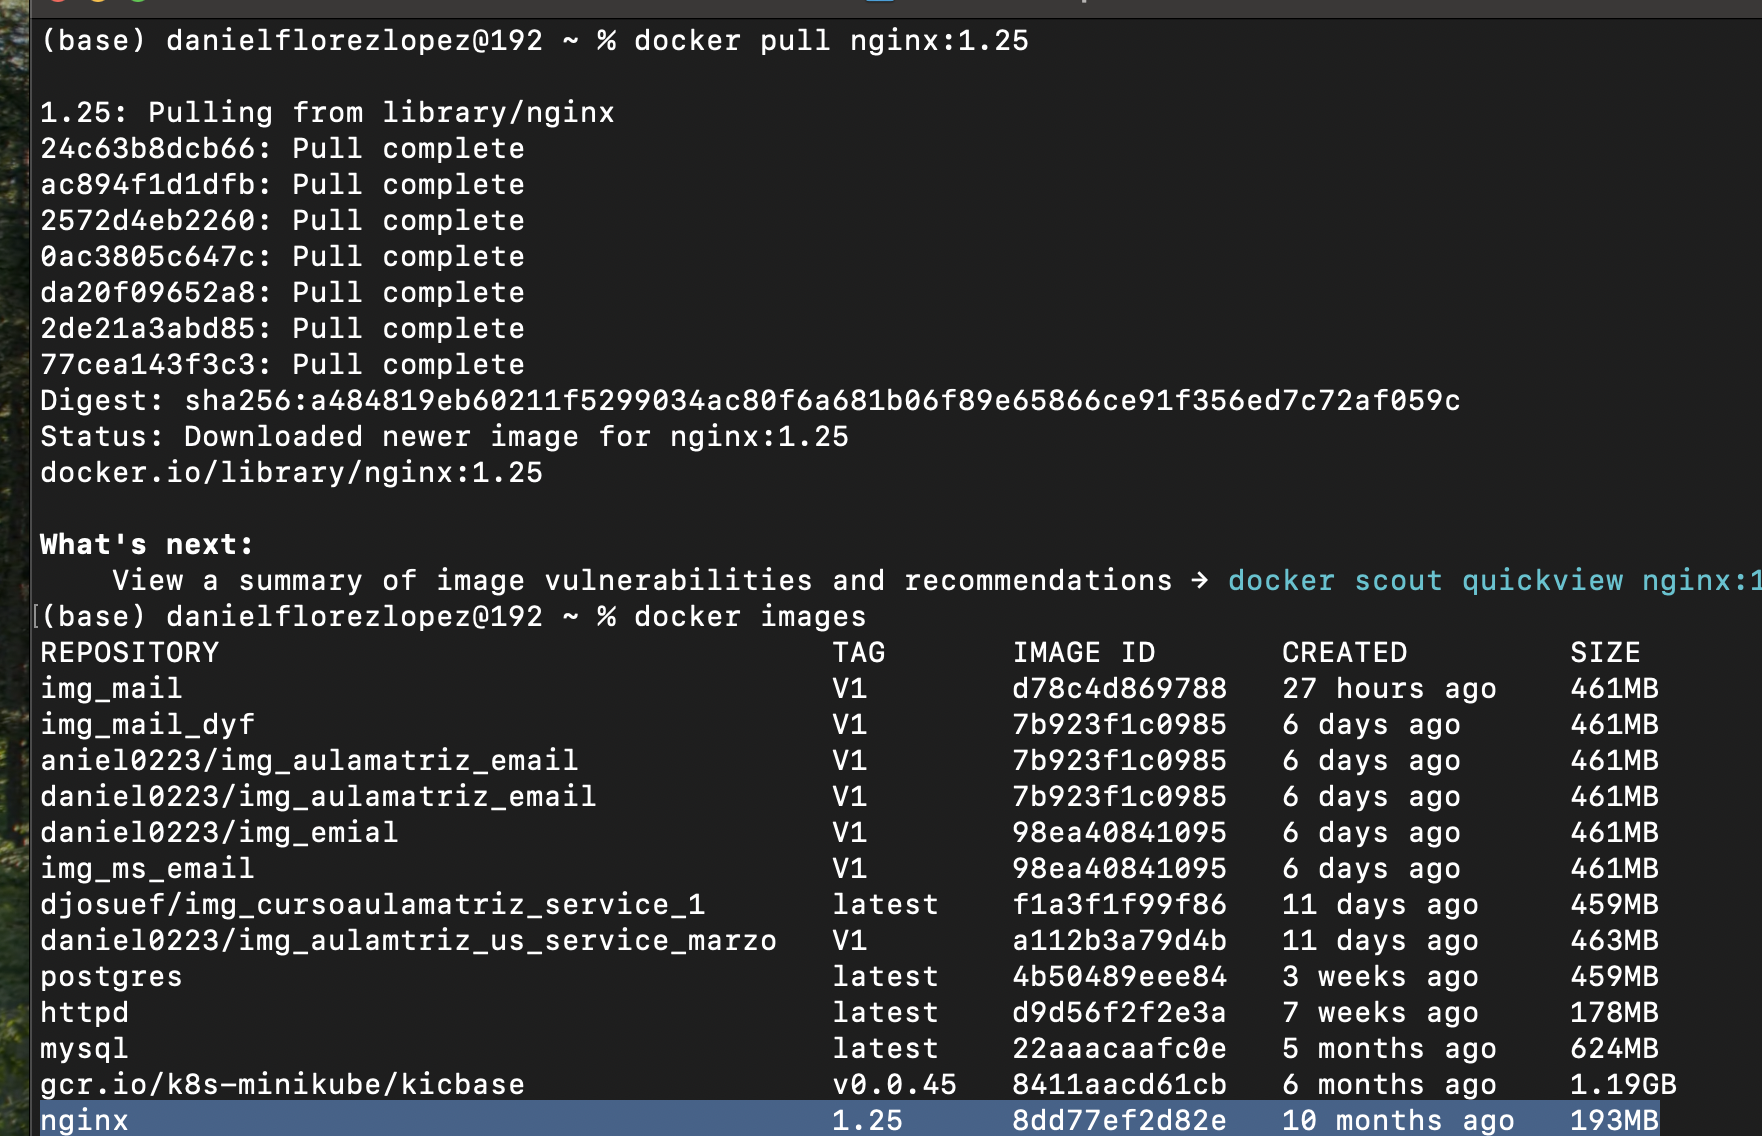 (base) danielflorezlopez@192 ~ % docker pull nginx:1.25
1.25: Pulling from library/nginx
24c63b8dcb66: Pull complete
ac894f1d1dfb: Pull complete
2572d4eb2260: Pull complete
0ac3805c647c: Pull complete
da20f09652a8: Pull complete
2de21a3abd85: Pull complete
77cea143f3c3: Pull complete
Digest: sha256:a484819eb60211f5299034ac80f6a681b06f89e65866ce91f356ed7c72af059c
Status: Downloaded newer image for nginx:1.25
docker.io/library/nginx:1.25
What's next:
View a summary of image vulnerabilities and recommendations → docker scout quickview nginx:1
[(base) danielflorezlopez@192 ~ % docker images
REPOSITORY TAG IMAGE ID CREATED SIZE
img_mail V1 d78c4d869788 27 hours ago 461MB
img_mail_dyf V1 7b923f1c0985 6 days ago 461MB
aniel0223/img_aulamatriz_email V1 7b923f1c0985 6 days ago 461MB
daniel0223/img_aulamatriz_email V1 7b923f1c0985 6 days ago 461MB
daniel0223/img_emial V1 98ea40841095 6 days ago 461MB
img_ms_email V1 98ea40841095 6 days ago 461MB
djosuef/img_cursoaulamatriz_service_1 latest f1a3f1f99f86 11 days ago 459MB
daniel0223/img_aulamtriz_us_service_marzo V1 a112b3a79d4b 11 days ago 463MB
postgres latest 4b50489eee84 3 weeks ago 459MB
httpd latest d9d56f2f2e3a 7 weeks ago 178MB
mysql latest 22aaacaafc0e 5 months ago 624MB
gcr.io/k8s-minikube/kicbase v0.0.45 8411aacd61cb 6 months ago 1.19GB
nginx 1.25 8dd77ef2d82e 10 months ago 193MB